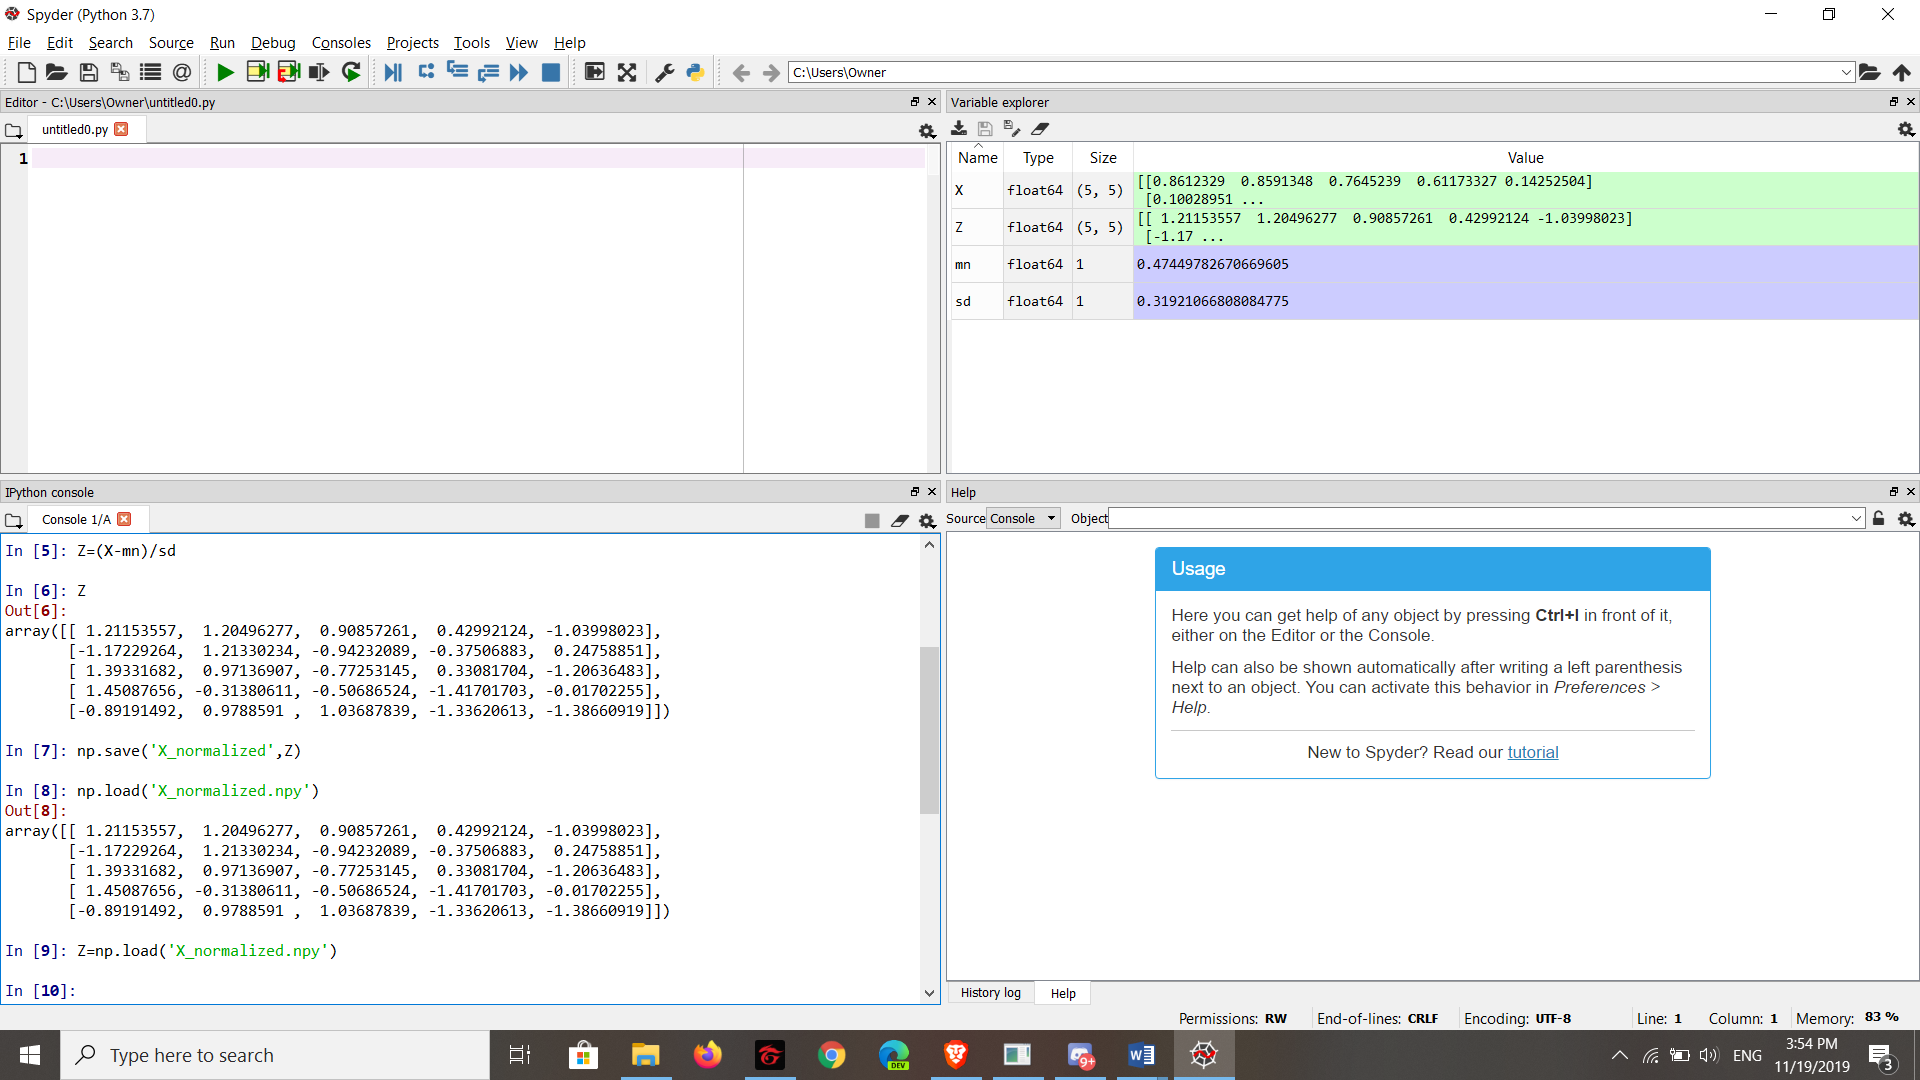 Spyder (Python 3.7)
File Edit Search Source Run Debug Consoles Projects Tools View Help
C:\Users\Owner
Editor - C:\Users\Owner\untitled0.py
untitled0.py
1
Variable explorer
Name Type Size Value
X float64 (5, 5) [[0.8612329 0.8591348 0.7645239 0.61173327 0.14252504]
[0.10028951 ...
Z float64 (5, 5) [[ 1.21153557 1.20496277 0.90857261 0.42992124 -1.03998023]
[-1.17 ...
mn float64 1 0.47449782670669605
sd float64 1 0.31921066808084775
IPython console
Console 1/A
In [5]: Z=(X-mn)/sd
In [6]: Z
Out[6]:
array([[ 1.21153557, 1.20496277, 0.90857261, 0.42992124, -1.03998023],
[-1.17229264, 1.21330234, -0.94232089, -0.37506883, 0.24758851],
[ 1.39331682, 0.97136907, -0.77253145, 0.33081704, -1.20636483],
[ 1.45087656, -0.31380611, -0.50686524, -1.41701703, -0.01702255],
[-0.89191492, 0.9788591 , 1.03687839, -1.33620613, -1.38660919]])
In [7]: np.save('X_normalized',Z)
In [8]: np.load('X_normalized.npy')
Out[8]:
array([[ 1.21153557, 1.20496277, 0.90857261, 0.42992124, -1.03998023],
[-1.17229264, 1.21330234, -0.94232089, -0.37506883, 0.24758851],
[ 1.39331682, 0.97136907, -0.77253145, 0.33081704, -1.20636483],
[ 1.45087656, -0.31380611, -0.50686524, -1.41701703, -0.01702255],
[-0.89191492, 0.9788591 , 1.03687839, -1.33620613, -1.38660919]])
In [9]: Z=np.load('X_normalized.npy')
In [10]:
Help
Source Console Object
Usage
Here you can get help of any object by pressing Ctrl+I in front of it,
either on the Editor or the Console.
Help can also be shown automatically after writing a left parenthesis
next to an object. You can activate this behavior in Preferences >
Help.
New to Spyder? Read our tutorial
History log Help
Permissions: RW End-of-lines: CRLF Encoding: UTF-8 Line: 1 Column: 1 Memory: 83 %
Type here to search
DEV
9+
ENG
3:54 PM
11/19/2019
3